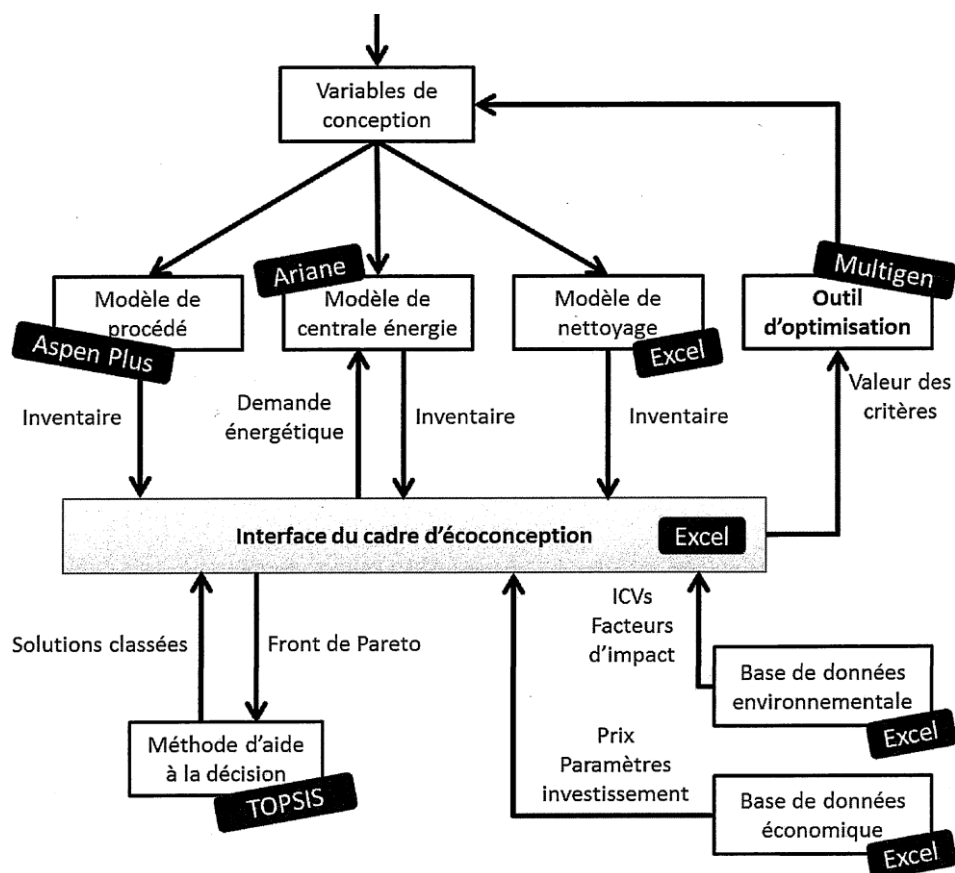 Variables de
conception
Ariane
Multigen
Modèle de
procédé
Aspen Plus
Modèle de
centrale énergie
Modèle de
nettoyage
Excel
Outil
d'optimisation
Inventaire
Demande
énergétique
Inventaire
Inventaire
Valeur des
critères
Interface du cadre d'écoconception
Excel
Solutions classées
Front de Pareto
ICVs
Facteurs
d'impact
Base de données
environnementale
Excel
Méthode d'aide
à la décision
TOPSIS
Prix
Paramètres
investissement
Base de données
économique
Excel